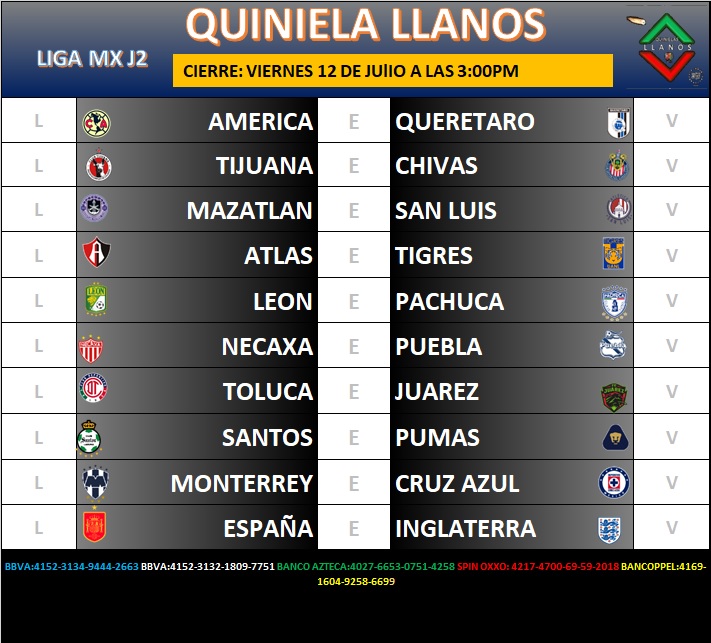 QUINIELA LLANOS
LIGA MX J2
CIERRE: VIERNES 12 DE JUlIO A LAS 3:00PM
QUINIELAS
LLANOS
L AMERICA E QUERETARO V
L TIJUANA E CHIVAS V
L MAZATLAN E SAN LUIS V
L ATLAS E TIGRES V
L LEON E PACHUCA V
L NECAXA E PUEBLA V
L TOLUCA E JUAREZ V
L SANTOS E PUMAS V
L MONTERREY E CRUZ AZUL V
L ESPAÑA E INGLATERRA V
BBVA:4152-3134-9444-2663 BBVA:4152-3132-1809-7751 BANCO AZTECA:4027-6653-0751-4258 SPIN OXXO: 4217-4700-69-59-2018 BANCOPPEL:4169-
1604-9258-6699